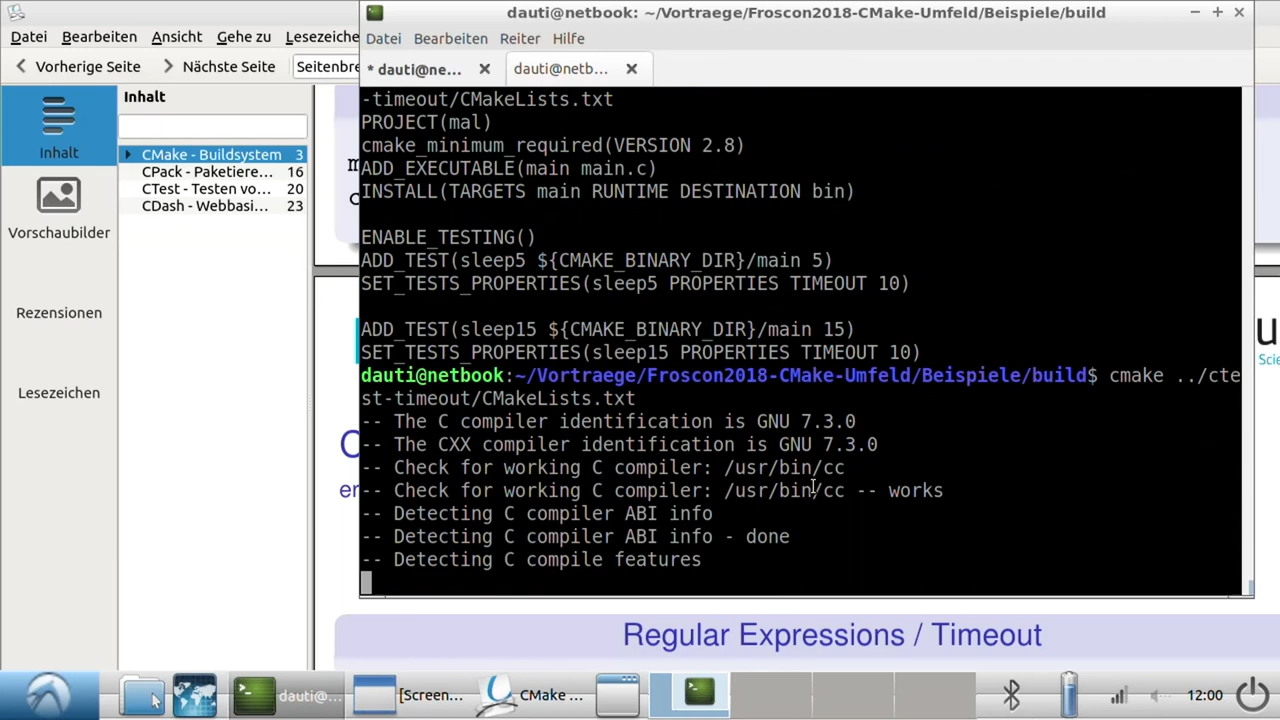 dauti@netbook: ~/Vortraege/Froscon2018-CMake-Umfeld/Beispiele/build
Datei Bearbeiten Ansicht Gehe zu Lesezeiche
Datei Bearbeiten Reiter Hilfe
Vorherige Seite Nächste Seite Seitenbre
* dauti@ne... dauti@netb...
Inhalt
Inhalt
CMake - Buildsystem 3
CPack - Paketiere... 16
CTest - Testen vo... 20
CDash - Webbasi... 23
Vorschaubilder
Rezensionen
Lesezeichen
-timeout/CMakeLists.txt
PROJECT(mal)
cmake_minimum_required(VERSION 2.8)
ADD_EXECUTABLE(main main.c)
INSTALL(TARGETS main RUNTIME DESTINATION bin)
ENABLE_TESTING()
ADD_TEST(sleep5 ${CMAKE_BINARY_DIR}/main 5)
SET_TESTS_PROPERTIES(sleep5 PROPERTIES TIMEOUT 10)
ADD_TEST(sleep15 ${CMAKE_BINARY_DIR}/main 15)
SET_TESTS_PROPERTIES(sleep15 PROPERTIES TIMEOUT 10)
dauti@netbook:~/Vortraege/Froscon2018-CMake-Umfeld/Beispiele/build$ cmake ../cte
st-timeout/CMakeLists.txt
-- The C compiler identification is GNU 7.3.0
-- The CXX compiler identification is GNU 7.3.0
-- Check for working C compiler: /usr/bin/cc
-- Check for working C compiler: /usr/bin/cc -- works
-- Detecting C compiler ABI info
-- Detecting C compiler ABI info - done
-- Detecting C compile features
Regular Expressions / Timeout
dauti@... [Screen... CMake ... 12:00